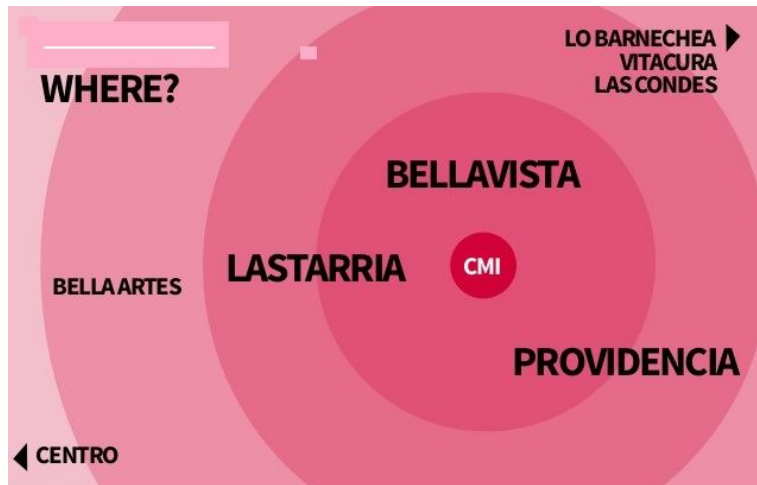 WHERE?
LO BARNECHEA
VITACURA
LAS CONDES
BELLAVISTA
LASTARRIA
CMI
BELLA ARTES
PROVIDENCIA
CENTRO